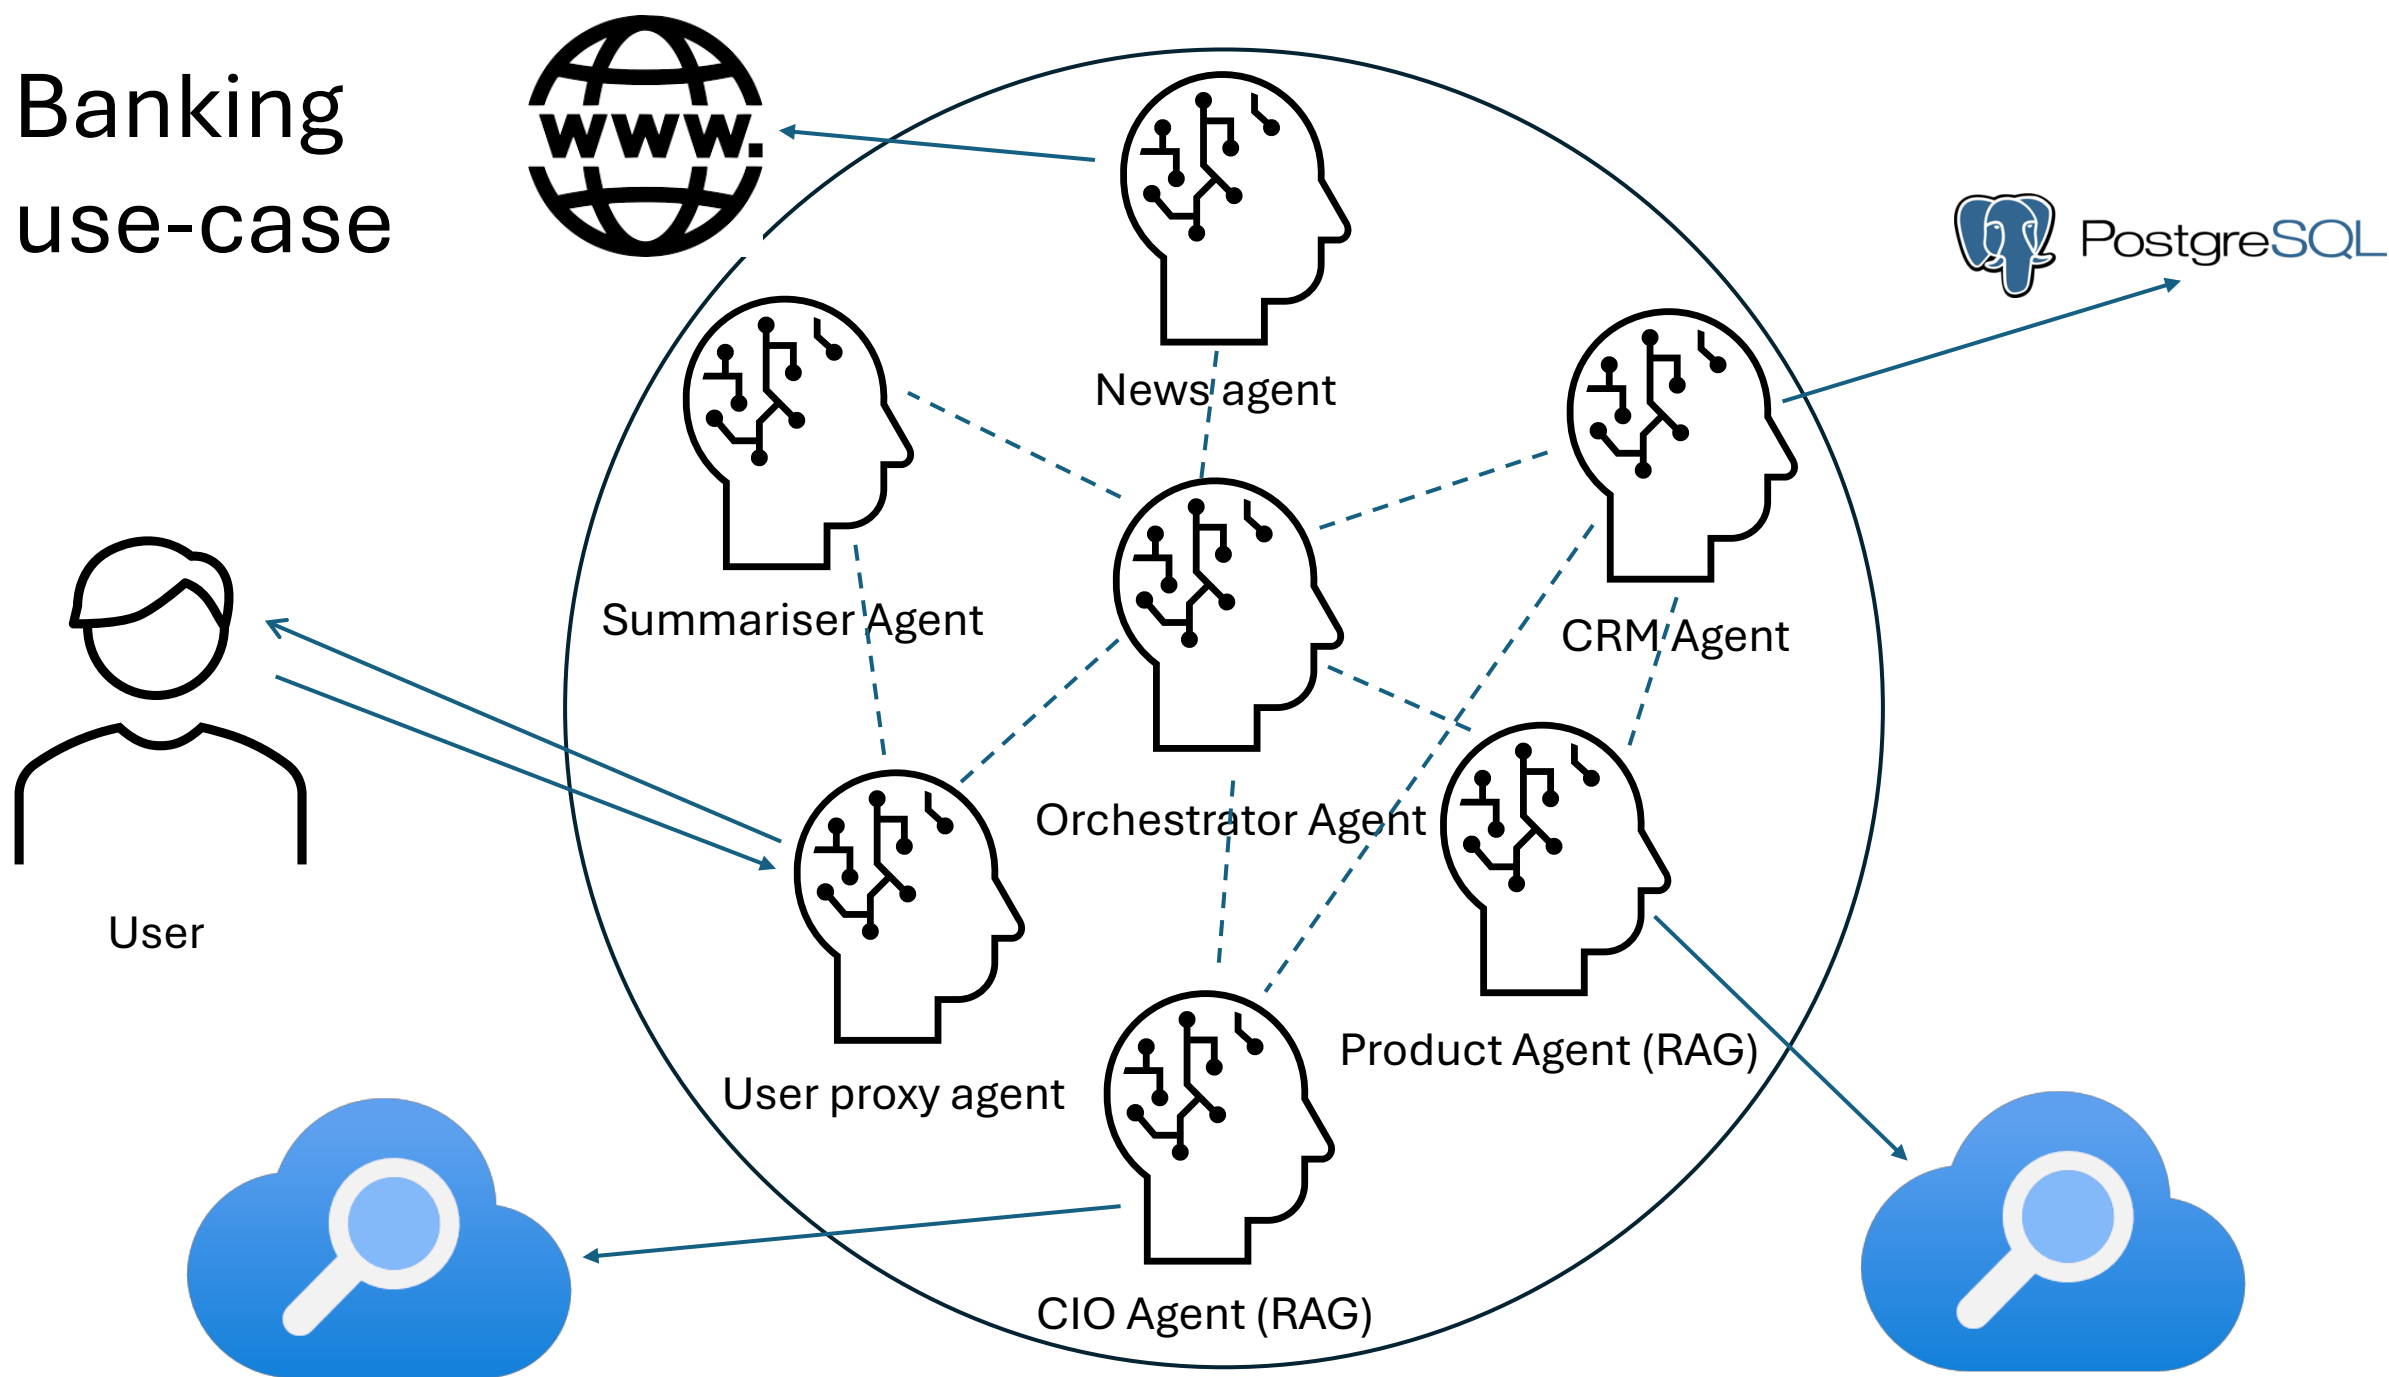 Banking
use-case
www.
News agent
PostgreSQL
Summariser Agent
CRM Agent
Orchestrator Agent
User
Product Agent (RAG)
User proxy agent
CIO Agent (RAG)